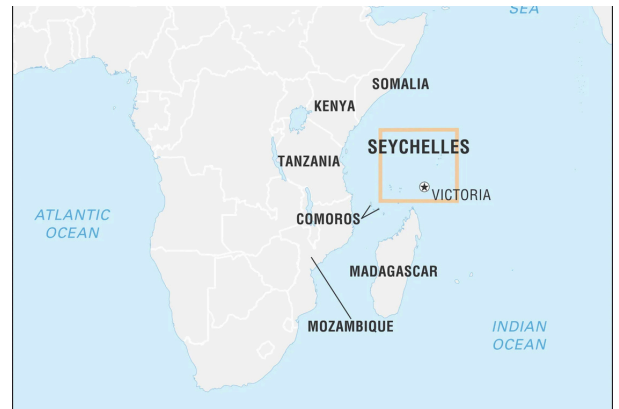 SEA
SOMALIA
KENYA
SEYCHELLES
TANZANIA
VICTORIA
ATLANTIC
OCEAN
COMOROS
MADAGASCAR
MOZAMBIQUE
INDIAN
OCEAN